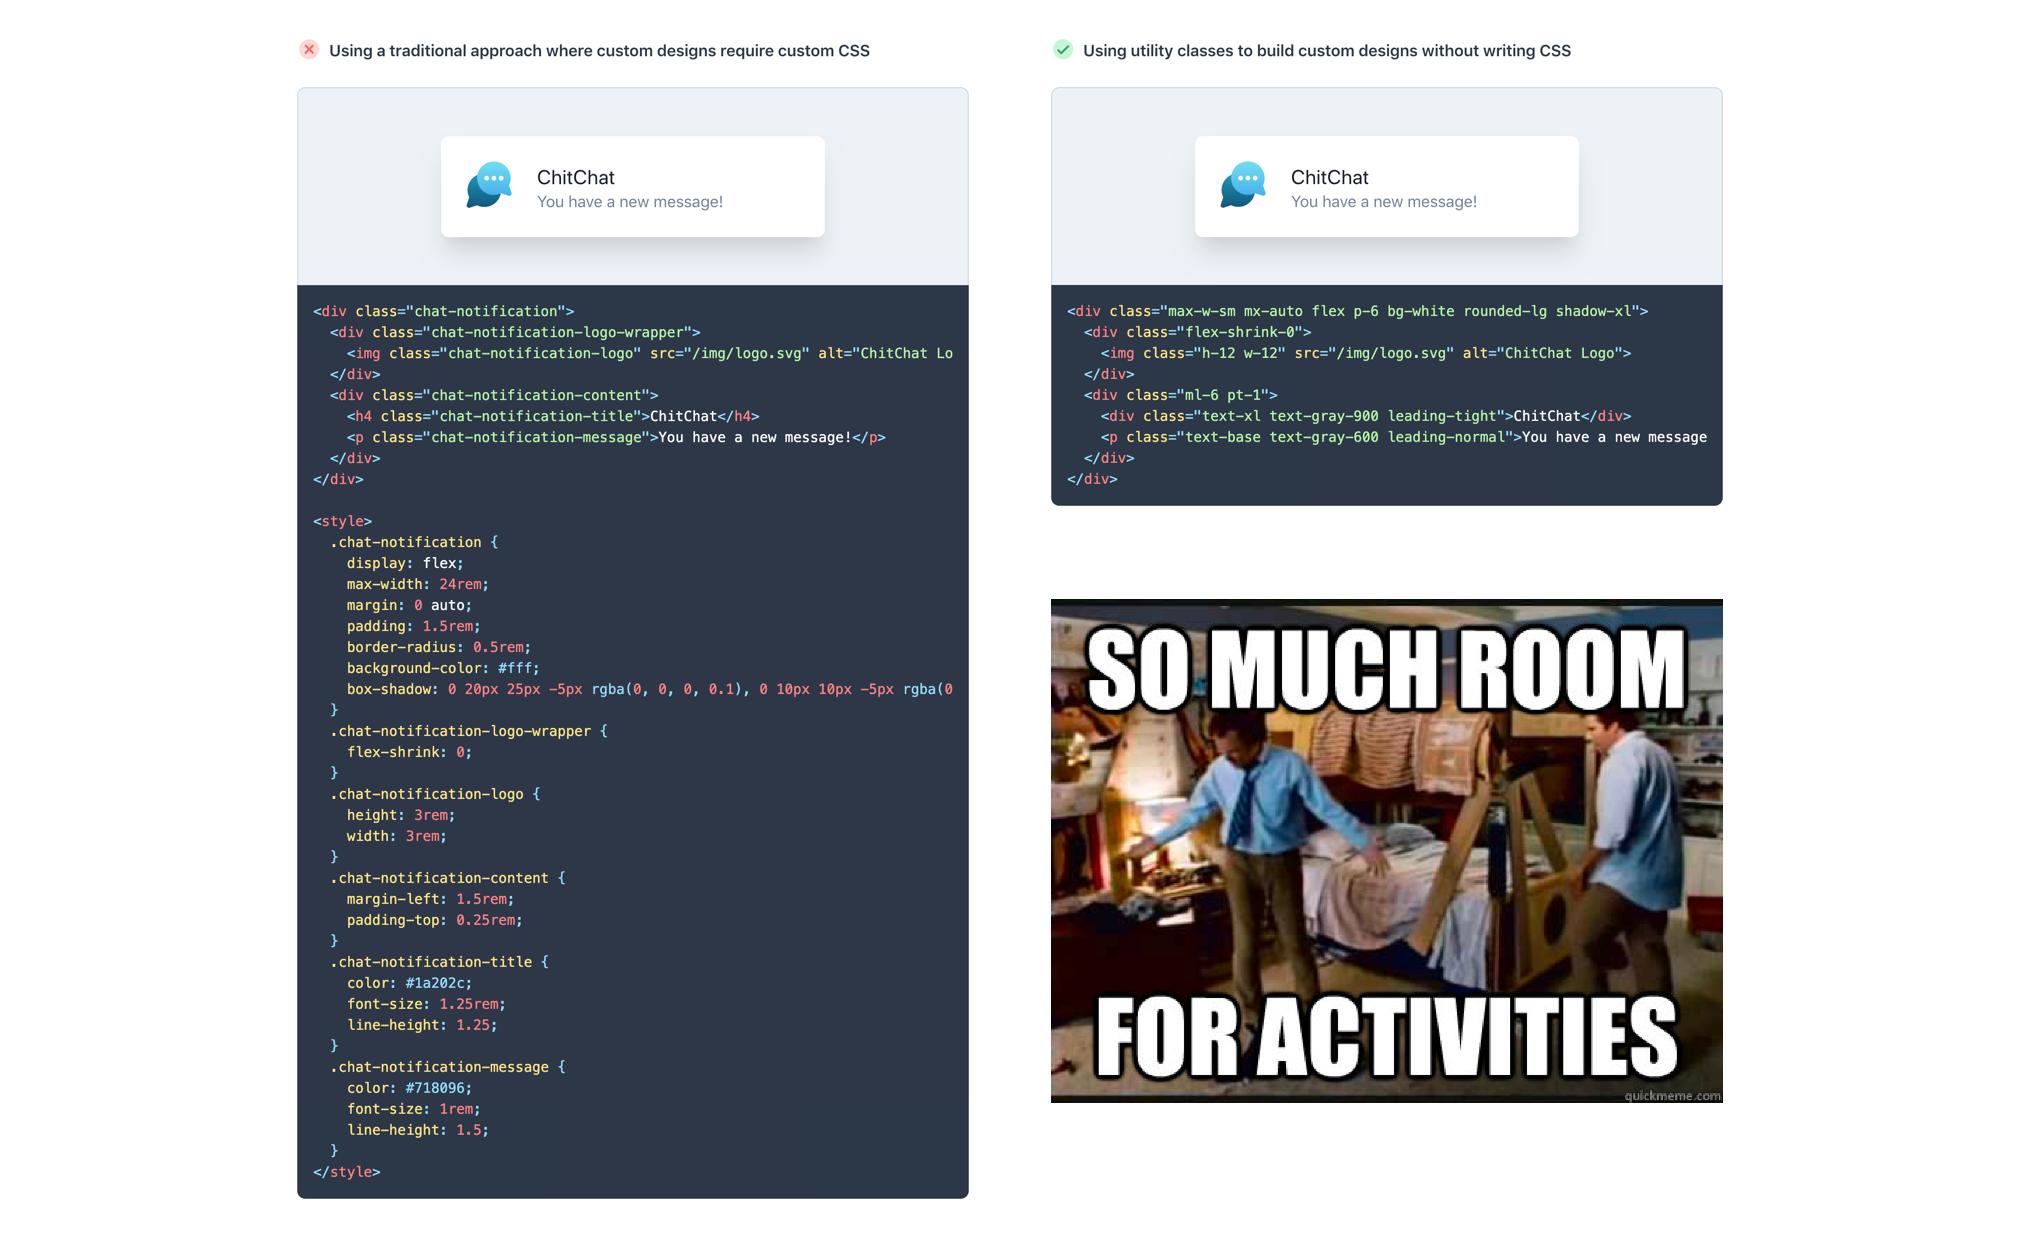 Using a traditional approach where custom designs require custom CSS
ChitChat
You have a new message!
<div class="chat-notification">
  <div class="chat-notification-logo-wrapper">
    <img class="chat-notification-logo" src="/img/logo.svg" alt="ChitChat Lo
  </div>
  <div class="chat-notification-content">
    <h4 class="chat-notification-title">ChitChat</h4>
    <p class="chat-notification-message">You have a new message!</p>
  </div>
</div>
<style>
  .chat-notification {
    display: flex;
    max-width: 24rem;
    margin: 0 auto;
    padding: 1.5rem;
    border-radius: 0.5rem;
    background-color: #fff;
    box-shadow: 0 20px 25px -5px rgba(0, 0, 0, 0.1), 0 10px 10px -5px rgba(0
  }
  .chat-notification-logo-wrapper {
    flex-shrink: 0;
  }
  .chat-notification-logo {
    height: 3rem;
    width: 3rem;
  }
  .chat-notification-content {
    margin-left: 1.5rem;
    padding-top: 0.25rem;
  }
  .chat-notification-title {
    color: #1a202c;
    font-size: 1.25rem;
    line-height: 1.25;
  }
  .chat-notification-message {
    color: #718096;
    font-size: 1rem;
    line-height: 1.5;
  }
</style>
Using utility classes to build custom designs without writing CSS
ChitChat
You have a new message!
<div class="max-w-sm mx-auto flex p-6 bg-white rounded-lg shadow-xl">
  <div class="flex-shrink-0">
    <img class="h-12 w-12" src="/img/logo.svg" alt="ChitChat Logo">
  </div>
  <div class="ml-6 pt-1">
    <div class="text-xl text-gray-900 leading-tight">ChitChat</div>
    <p class="text-base text-gray-600 leading-normal">You have a new message
  </div>
</div>
SO MUCH ROOM
FOR ACTIVITIES
quickmeme.com